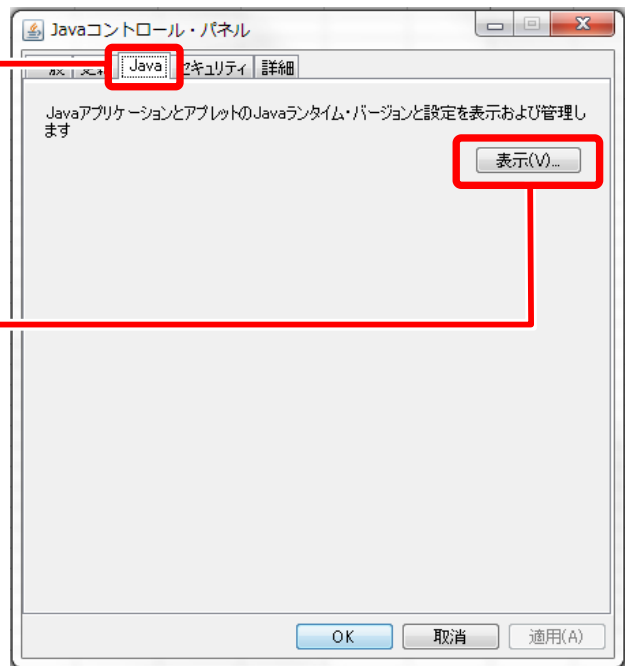 Javaコントロール・パネル
Java
セキュリティ
詳細
JavaアプリケーションとアプレットのJavaランタイム・バージョンと設定を表示および管理し
ます
表示(V)...
OK
取消
適用(A)